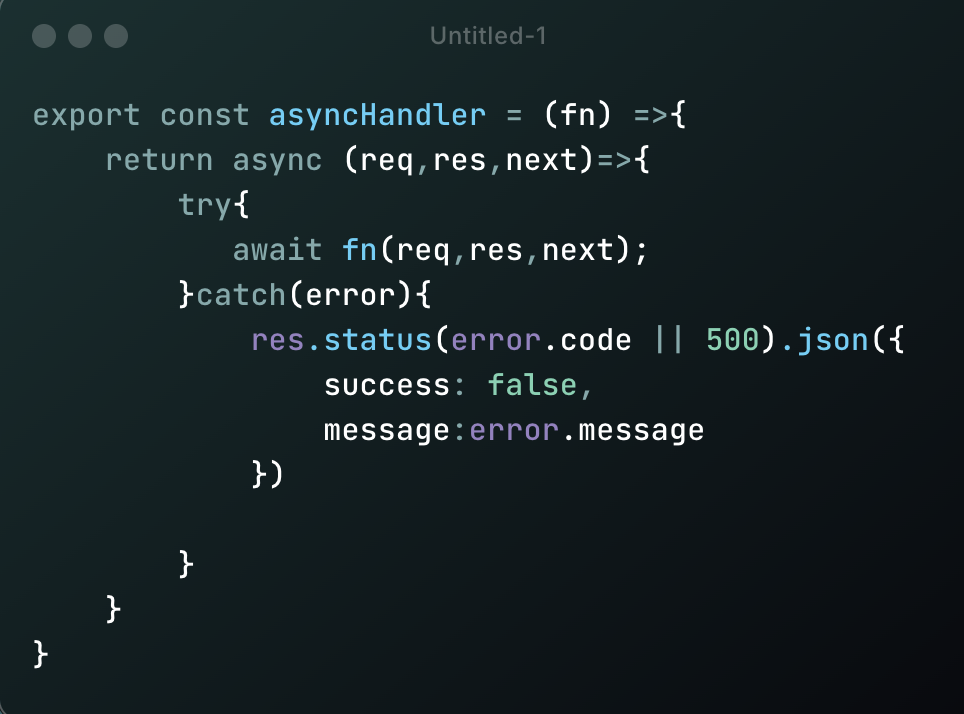 Untitled-1
export const asyncHandler = (fn) =>{
    return async (req,res,next)=>{
        try{
           await fn(req,res,next);
        }catch(error){
            res.status(error.code || 500).json({
                success: false,
                message:error.message
            })

        }
    }
}